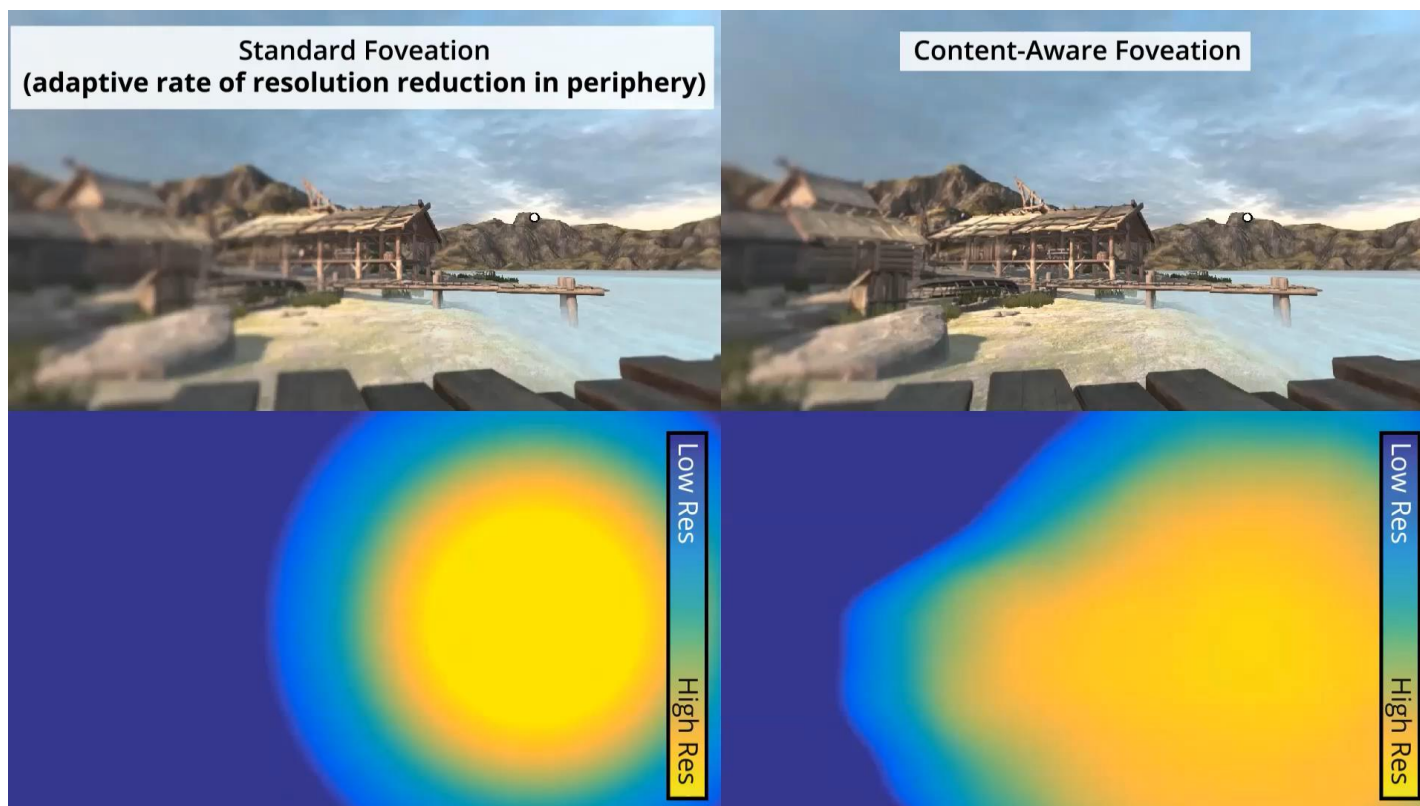 Standard Foveation
(adaptive rate of resolution reduction in periphery)
Content-Aware Foveation
Low Res
High Res
Low Res
High Res